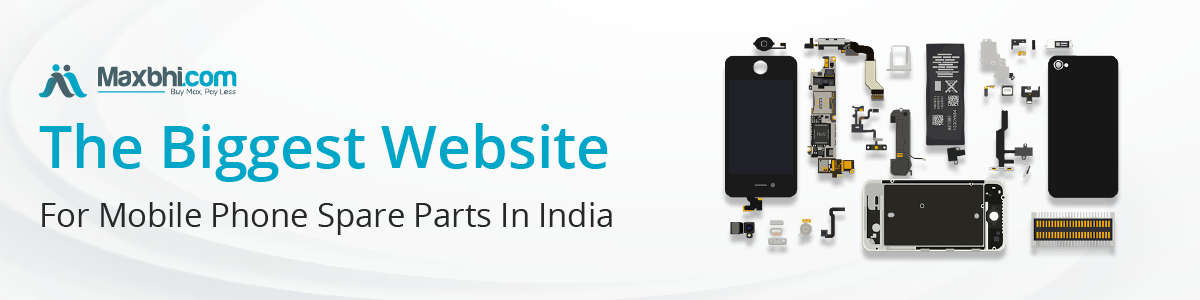 Maxbhi.com
Buy Max, Pay Less
The Biggest Website
For Mobile Phone Spare Parts In India